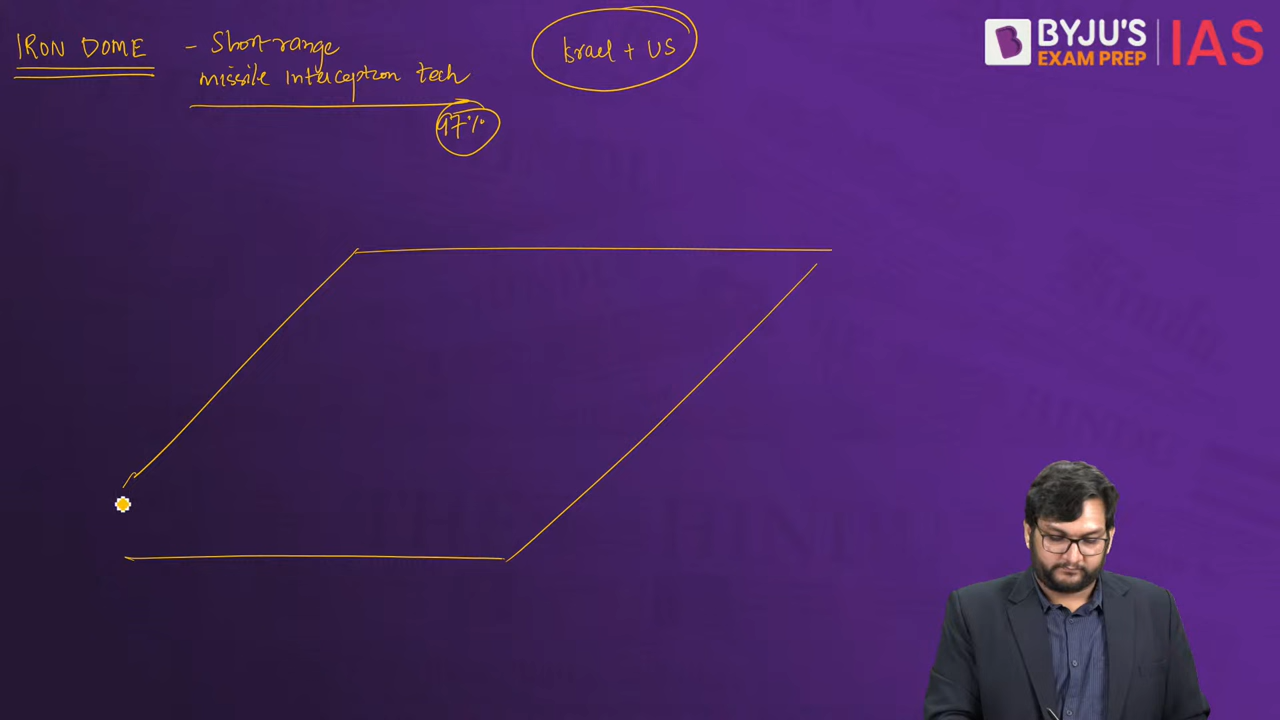 IRON DOME - Short range
missile interception tech
97%
Israel + US
BYJU'S
EXAM PREP
IAS